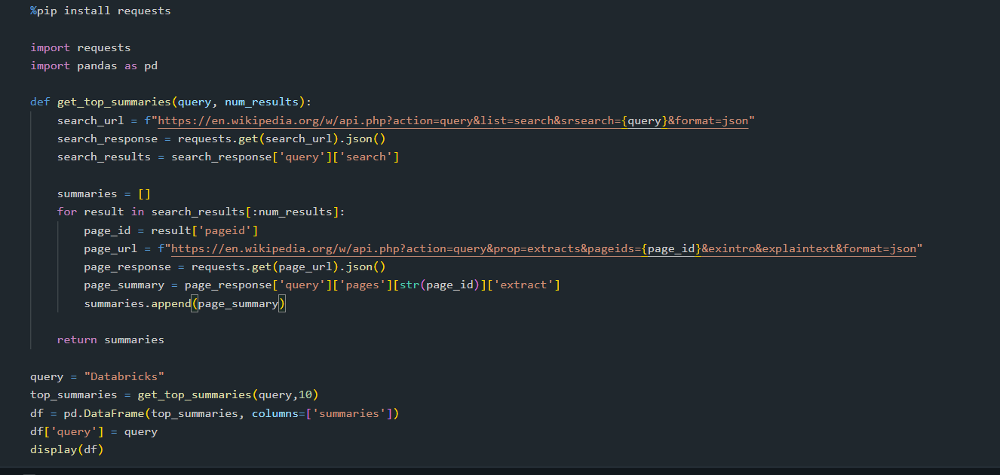 %pip install requests
import requests
import pandas as pd
def get_top_summaries(query, num_results):
search_url = f"https://en.wikipedia.org/w/api.php?action=query&list=search&srsearch={query}&format=json"
search_response = requests.get(search_url).json()
search_results = search_response['query']['search']
summaries = []
for result in search_results[:num_results]:
page_id = result['pageid']
page_url = f"https://en.wikipedia.org/w/api.php?action=query&prop=extracts&pageids={page_id}&exintro&explaintext&format=json"
page_response = requests.get(page_url).json()
page_summary = page_response['query']['pages'][str(page_id)]['extract']
summaries.append(page_summary)
return summaries
query = "Databricks"
top_summaries = get_top_summaries(query,10)
df = pd.DataFrame(top_summaries, columns=['summaries'])
df['query'] = query
display(df)